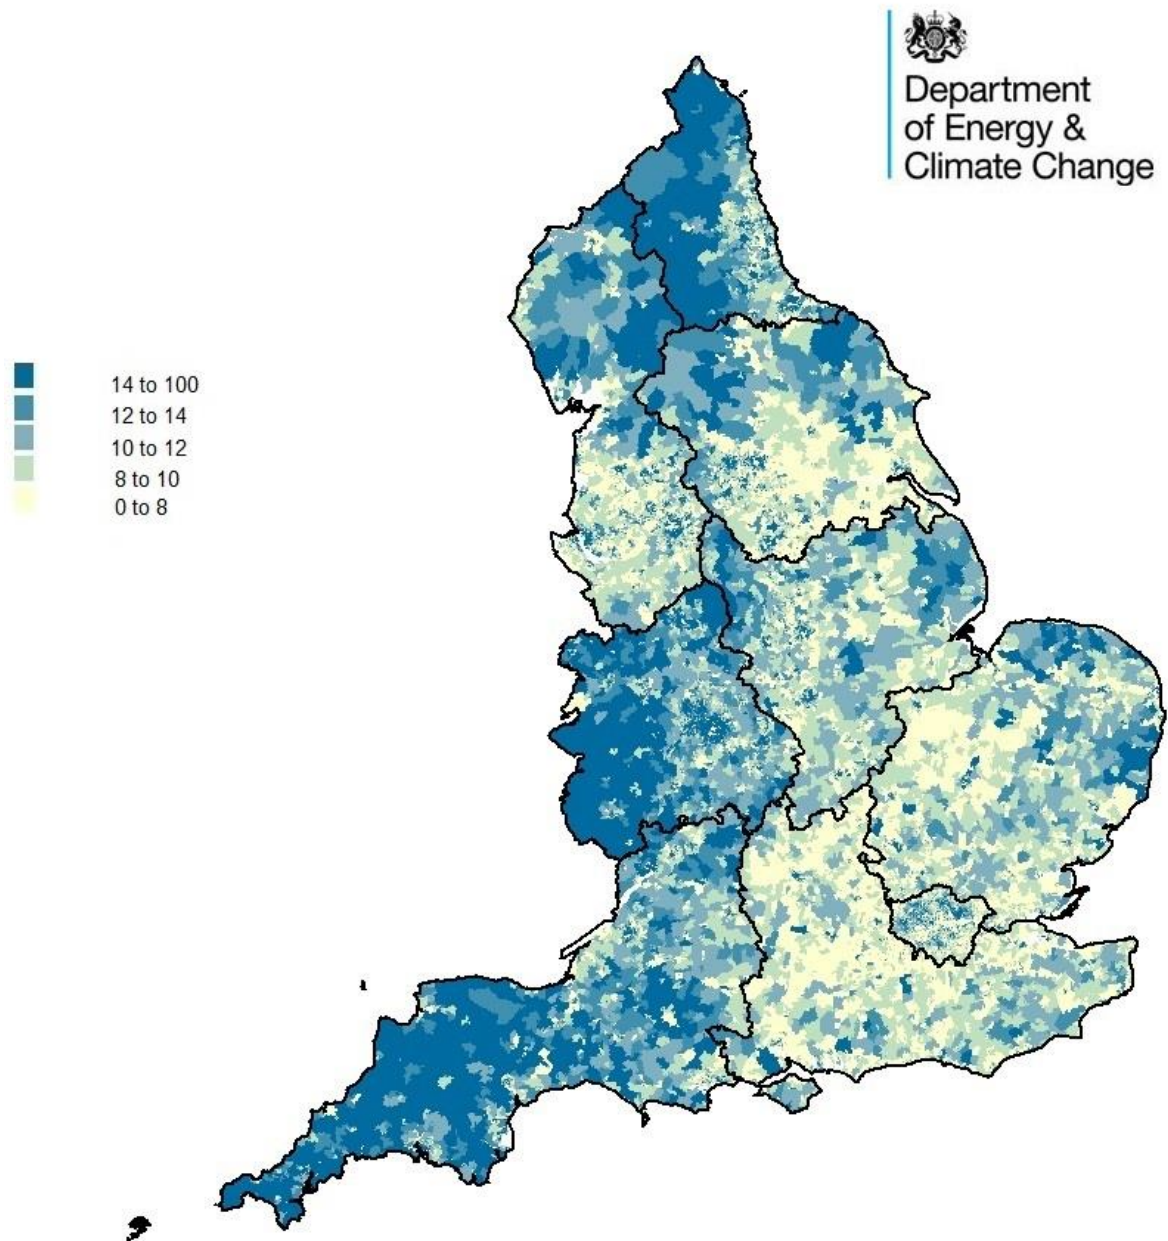 Department
of Energy &
Climate Change
14 to 100
12 to 14
10 to 12
8 to 10
0 to 8